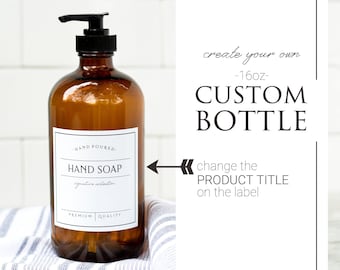 create your own
-16oz-
CUSTOM
BOTTLE
change the
PRODUCT TITLE
on the label
HAND POURED
HAND SOAP
signature collection
PREMIUM | QUALITY